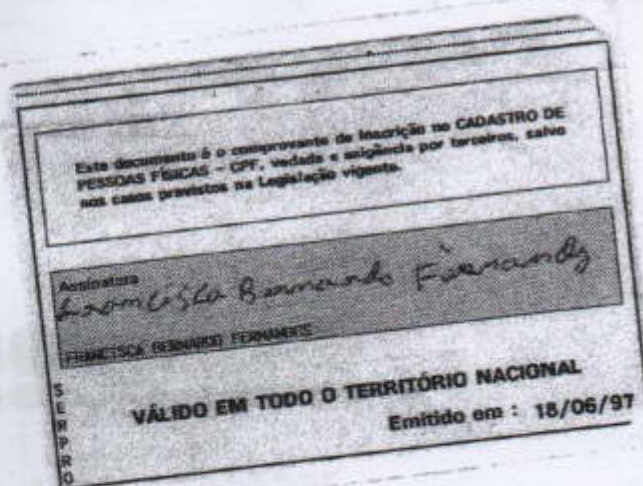 Este documento é o comprovante de inscrição no CADASTRO DE
PESSOAS FÍSICAS - CPF, vedada a exigência por terceiros, salvo
nos casos previstos na Legislação vigente.
Assinatura
Francisca Bernardo Fernandes
FRANCISCA BERNARDO FERNANDES
SERPRO
VÁLIDO EM TODO O TERRITÓRIO NACIONAL
Emitido em : 18/06/97